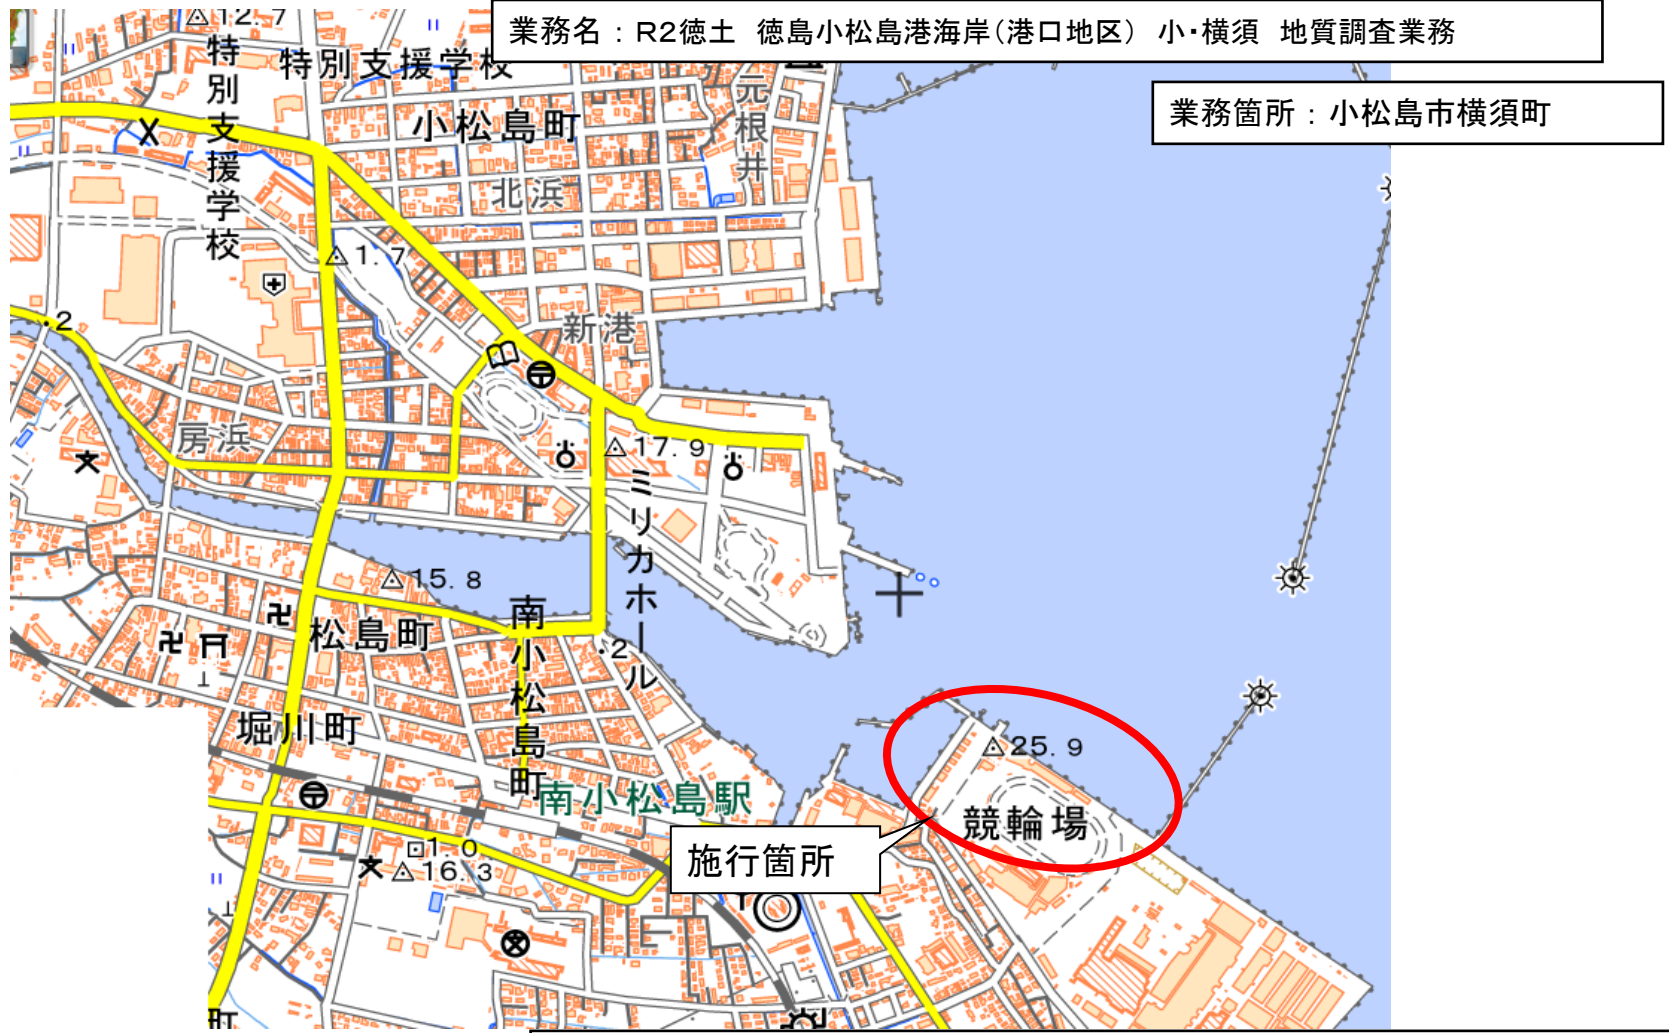 業務名：R2徳土　徳島小松島港海岸（港口地区）　小・横須　地質調査業務
業務箇所：小松島市横須町
12.7
特別支援学校
特別支援学校
小松島町
元根井
北浜
1.7
2
新港
房浜
17.9
ミリカホール
15.8
南小松島町
松島町
2
堀川町
25.9
南小松島駅
競輪場
施行箇所
1.0
16.3
町